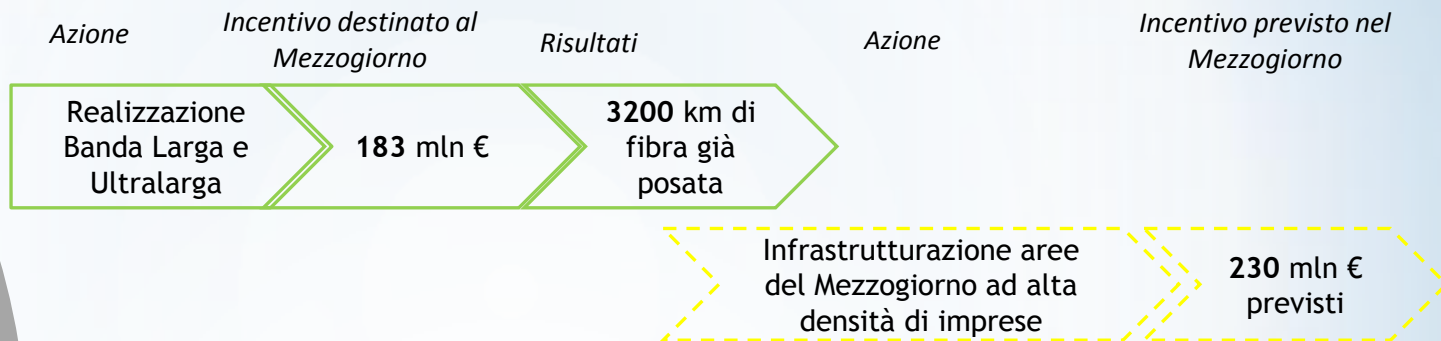 Azione
Incentivo destinato al
Mezzogiorno
Risultati
Azione
Incentivo previsto nel
Mezzogiorno
Realizzazione
Banda Larga e
Ultralarga
183 mln €
3200 km di
fibra già
posata
Infrastrutturazione aree
del Mezzogiorno ad alta
densità di imprese
230 mln €
previsti